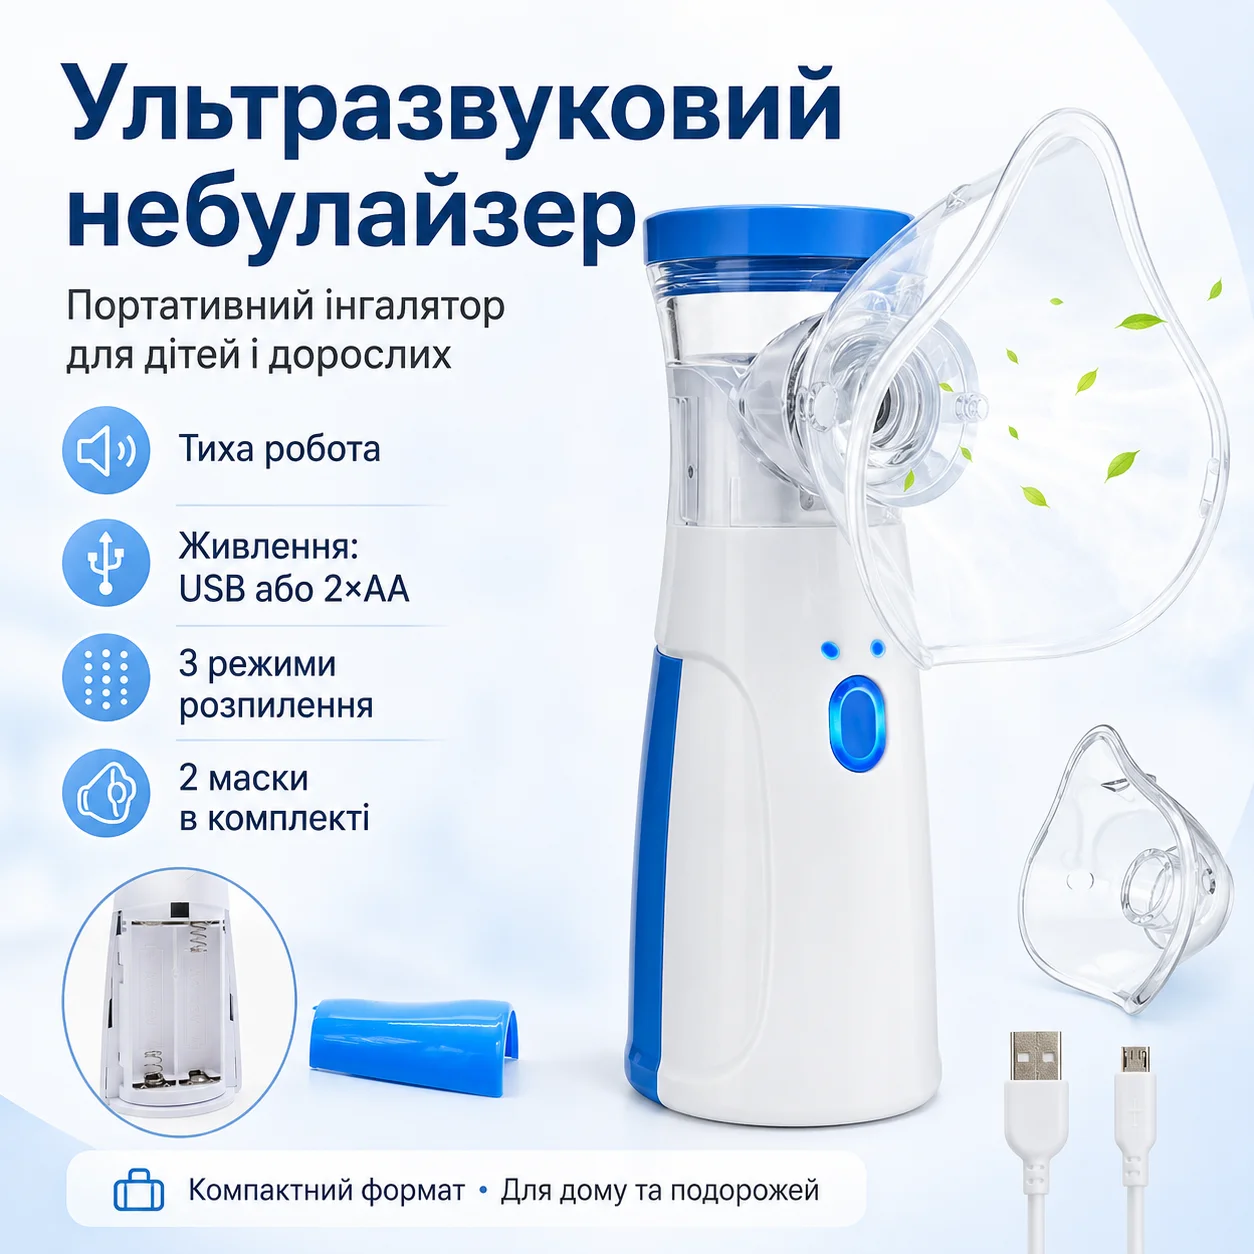 Ультразвуковий
небулайзер
Портативний інгалятор
для дітей і дорослих
Тиха робота
Живлення:
USB або 2×AA
3 режими
розпилення
2 маски
в комплекті
Компактний формат • Для дому та подорожей